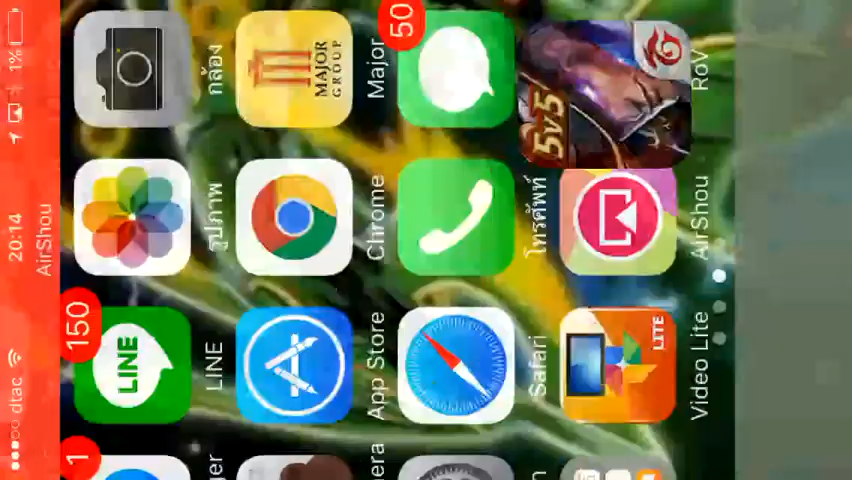 ●●●○○ dtac 20:14 1%
AirShou
1
150
LINE
รูปภาพ
กล้อง
App Store
Chrome
MAJOR
GROUP
Major
50
Safari
โทรศัพท์
LITE
Video Lite
AirShou
5v5
RoV